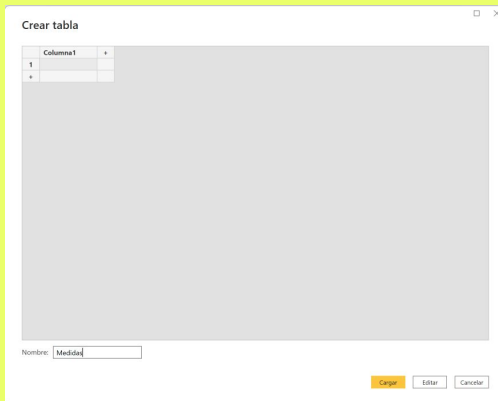 Crear tabla
Columna1 +
1
+
Nombre: Medidas
Cargar Editar Cancelar